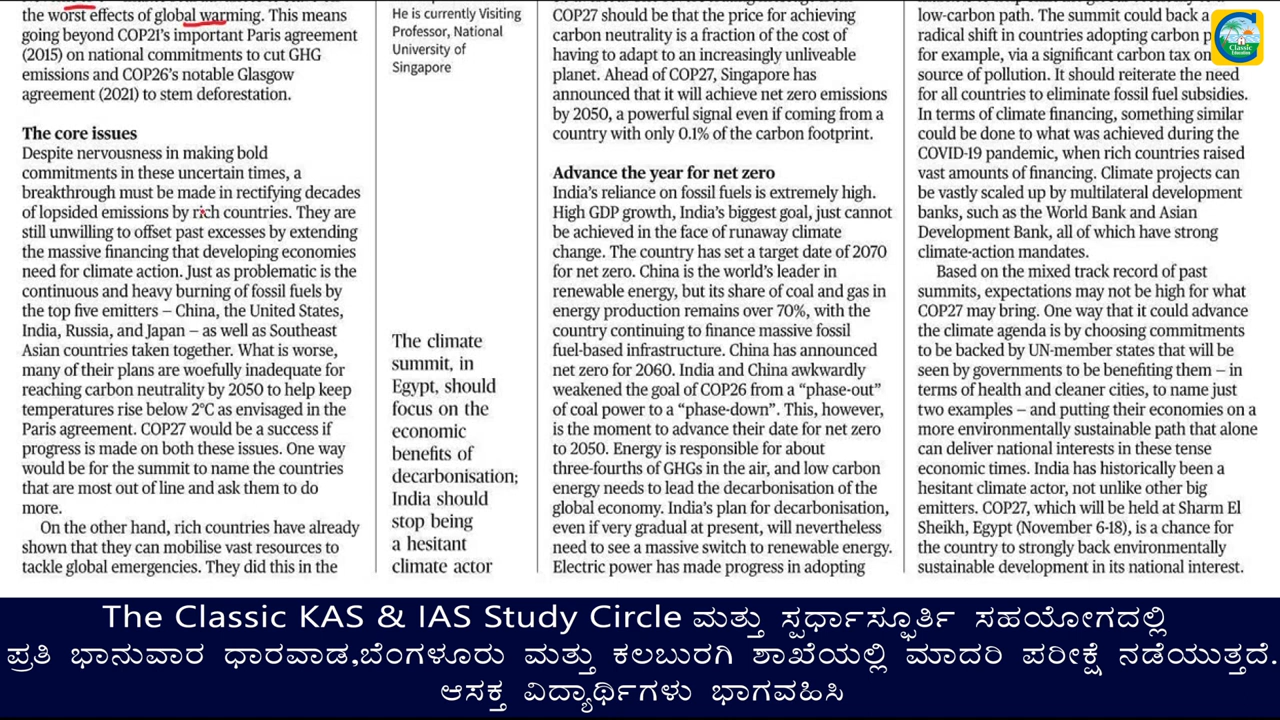 the worst effects of global warming. This means
going beyond COP21's important Paris agreement
(2015) on national commitments to cut GHG
emissions and COP26's notable Glasgow
agreement (2021) to stem deforestation.
The core issues
Despite nervousness in making bold
commitments in these uncertain times, a
breakthrough must be made in rectifying decades
of lopsided emissions by rich countries. They are
still unwilling to offset past excesses by extending
the massive financing that developing economies
need for climate action. Just as problematic is the
continuous and heavy burning of fossil fuels by
the top five emitters – China, the United States,
India, Russia, and Japan – as well as Southeast
Asian countries taken together. What is worse,
many of their plans are woefully inadequate for
reaching carbon neutrality by 2050 to help keep
temperatures rise below 2°C as envisaged in the
Paris agreement. COP27 would be a success if
progress is made on both these issues. One way
would be for the summit to name the countries
that are most out of line and ask them to do
more.
On the other hand, rich countries have already
shown that they can mobilise vast resources to
tackle global emergencies. They did this in the
He is currently Visiting
Professor, National
University of
Singapore
The climate
summit, in
Egypt, should
focus on the
economic
benefits of
decarbonisation;
India should
stop being
a hesitant
climate actor
COP27 should be that the price for achieving
carbon neutrality is a fraction of the cost of
having to adapt to an increasingly unliveable
planet. Ahead of COP27, Singapore has
announced that it will achieve net zero emissions
by 2050, a powerful signal even if coming from a
country with only 0.1% of the carbon footprint.
Advance the year for net zero
India's reliance on fossil fuels is extremely high.
High GDP growth, India's biggest goal, just cannot
be achieved in the face of runaway climate
change. The country has set a target date of 2070
for net zero. China is the world's leader in
renewable energy, but its share of coal and gas in
energy production remains over 70%, with the
country continuing to finance massive fossil
fuel-based infrastructure. China has announced
net zero for 2060. India and China awkwardly
weakened the goal of COP26 from a “phase-out”
of coal power to a “phase-down”. This, however,
is the moment to advance their date for net zero
to 2050. Energy is responsible for about
three-fourths of GHGs in the air, and low carbon
energy needs to lead the decarbonisation of the
global economy. India's plan for decarbonisation,
even if very gradual at present, will nevertheless
need to see a massive switch to renewable energy.
Electric power has made progress in adopting
low-carbon path. The summit could back a
radical shift in countries adopting carbon
for example, via a significant carbon tax on
source of pollution. It should reiterate the need
for all countries to eliminate fossil fuel subsidies.
In terms of climate financing, something similar
could be done to what was achieved during the
COVID-19 pandemic, when rich countries raised
vast amounts of financing. Climate projects can
be vastly scaled up by multilateral development
banks, such as the World Bank and Asian
Development Bank, all of which have strong
climate-action mandates.
Based on the mixed track record of past
summits, expectations may not be high for what
COP27 may bring. One way that it could advance
the climate agenda is by choosing commitments
to be backed by UN-member states that will be
seen by governments to be benefiting them – in
terms of health and cleaner cities, to name just
two examples – and putting their economies on a
more environmentally sustainable path that alone
can deliver national interests in these tense
economic times. India has historically been a
hesitant climate actor, not unlike other big
emitters. COP27, which will be held at Sharm El
Sheikh, Egypt (November 6-18), is a chance for
the country to strongly back environmentally
sustainable development in its national interest.
Classic
Education
The Classic KAS & IAS Study Circle ಮತ್ತು ಸ್ಪರ್ಧಾಸ್ಫೂರ್ತಿ ಸಹಯೋಗದಲ್ಲಿ
ಪ್ರತಿ ಭಾನುವಾರ ಧಾರವಾಡ,ಬೆಂಗಳೂರು ಮತ್ತು ಕಲಬುರಗಿ ಶಾಖೆಯಲ್ಲಿ ಮಾದರಿ ಪರೀಕ್ಷೆ ನಡೆಯುತ್ತದೆ.
ಆಸಕ್ತ ವಿದ್ಯಾರ್ಥಿಗಳು ಭಾಗವಹಿಸಿ